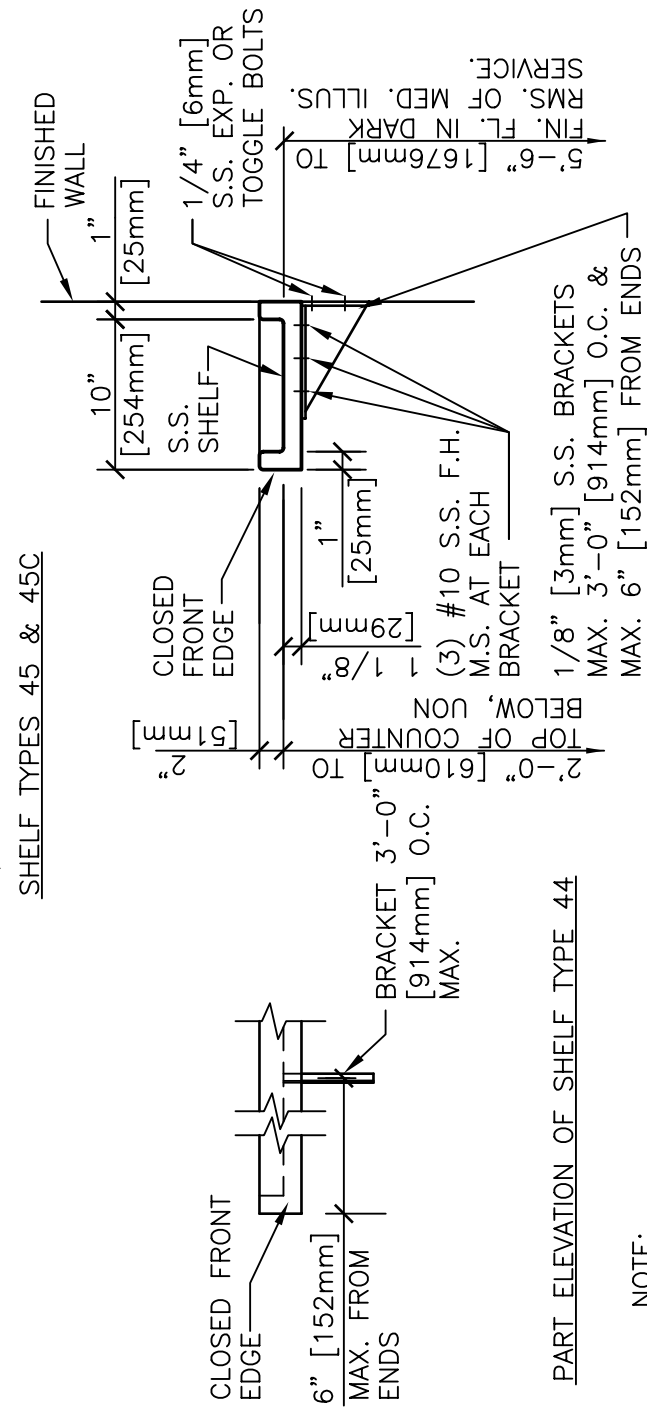 SHELF TYPES 45 & 45C
FINISHED
WALL
10"
[254mm]
1"
[25mm]
S.S.
SHELF
1/4" [6mm]
S.S. EXP. OR
TOGGLE BOLTS
CLOSED
FRONT
EDGE
1"
[25mm]
2"
[51mm]
1 1/8"
[29mm]
2'-0" [610mm] TO
TOP OF COUNTER
BELOW, UON
5'-6" [1676mm] TO
FIN. FL. IN DARK
RMS. OF MED. ILLUS.
SERVICE.
(3) #10 S.S. F.H.
M.S. AT EACH
BRACKET
1/8" [3mm] S.S. BRACKETS
MAX. 3'-0" [914mm] O.C. &
MAX. 6" [152mm] FROM ENDS
CLOSED FRONT
EDGE
6" [152mm]
MAX. FROM
ENDS
BRACKET 3'-0"
[914mm] O.C.
MAX.
PART ELEVATION OF SHELF TYPE 44
NOTE: